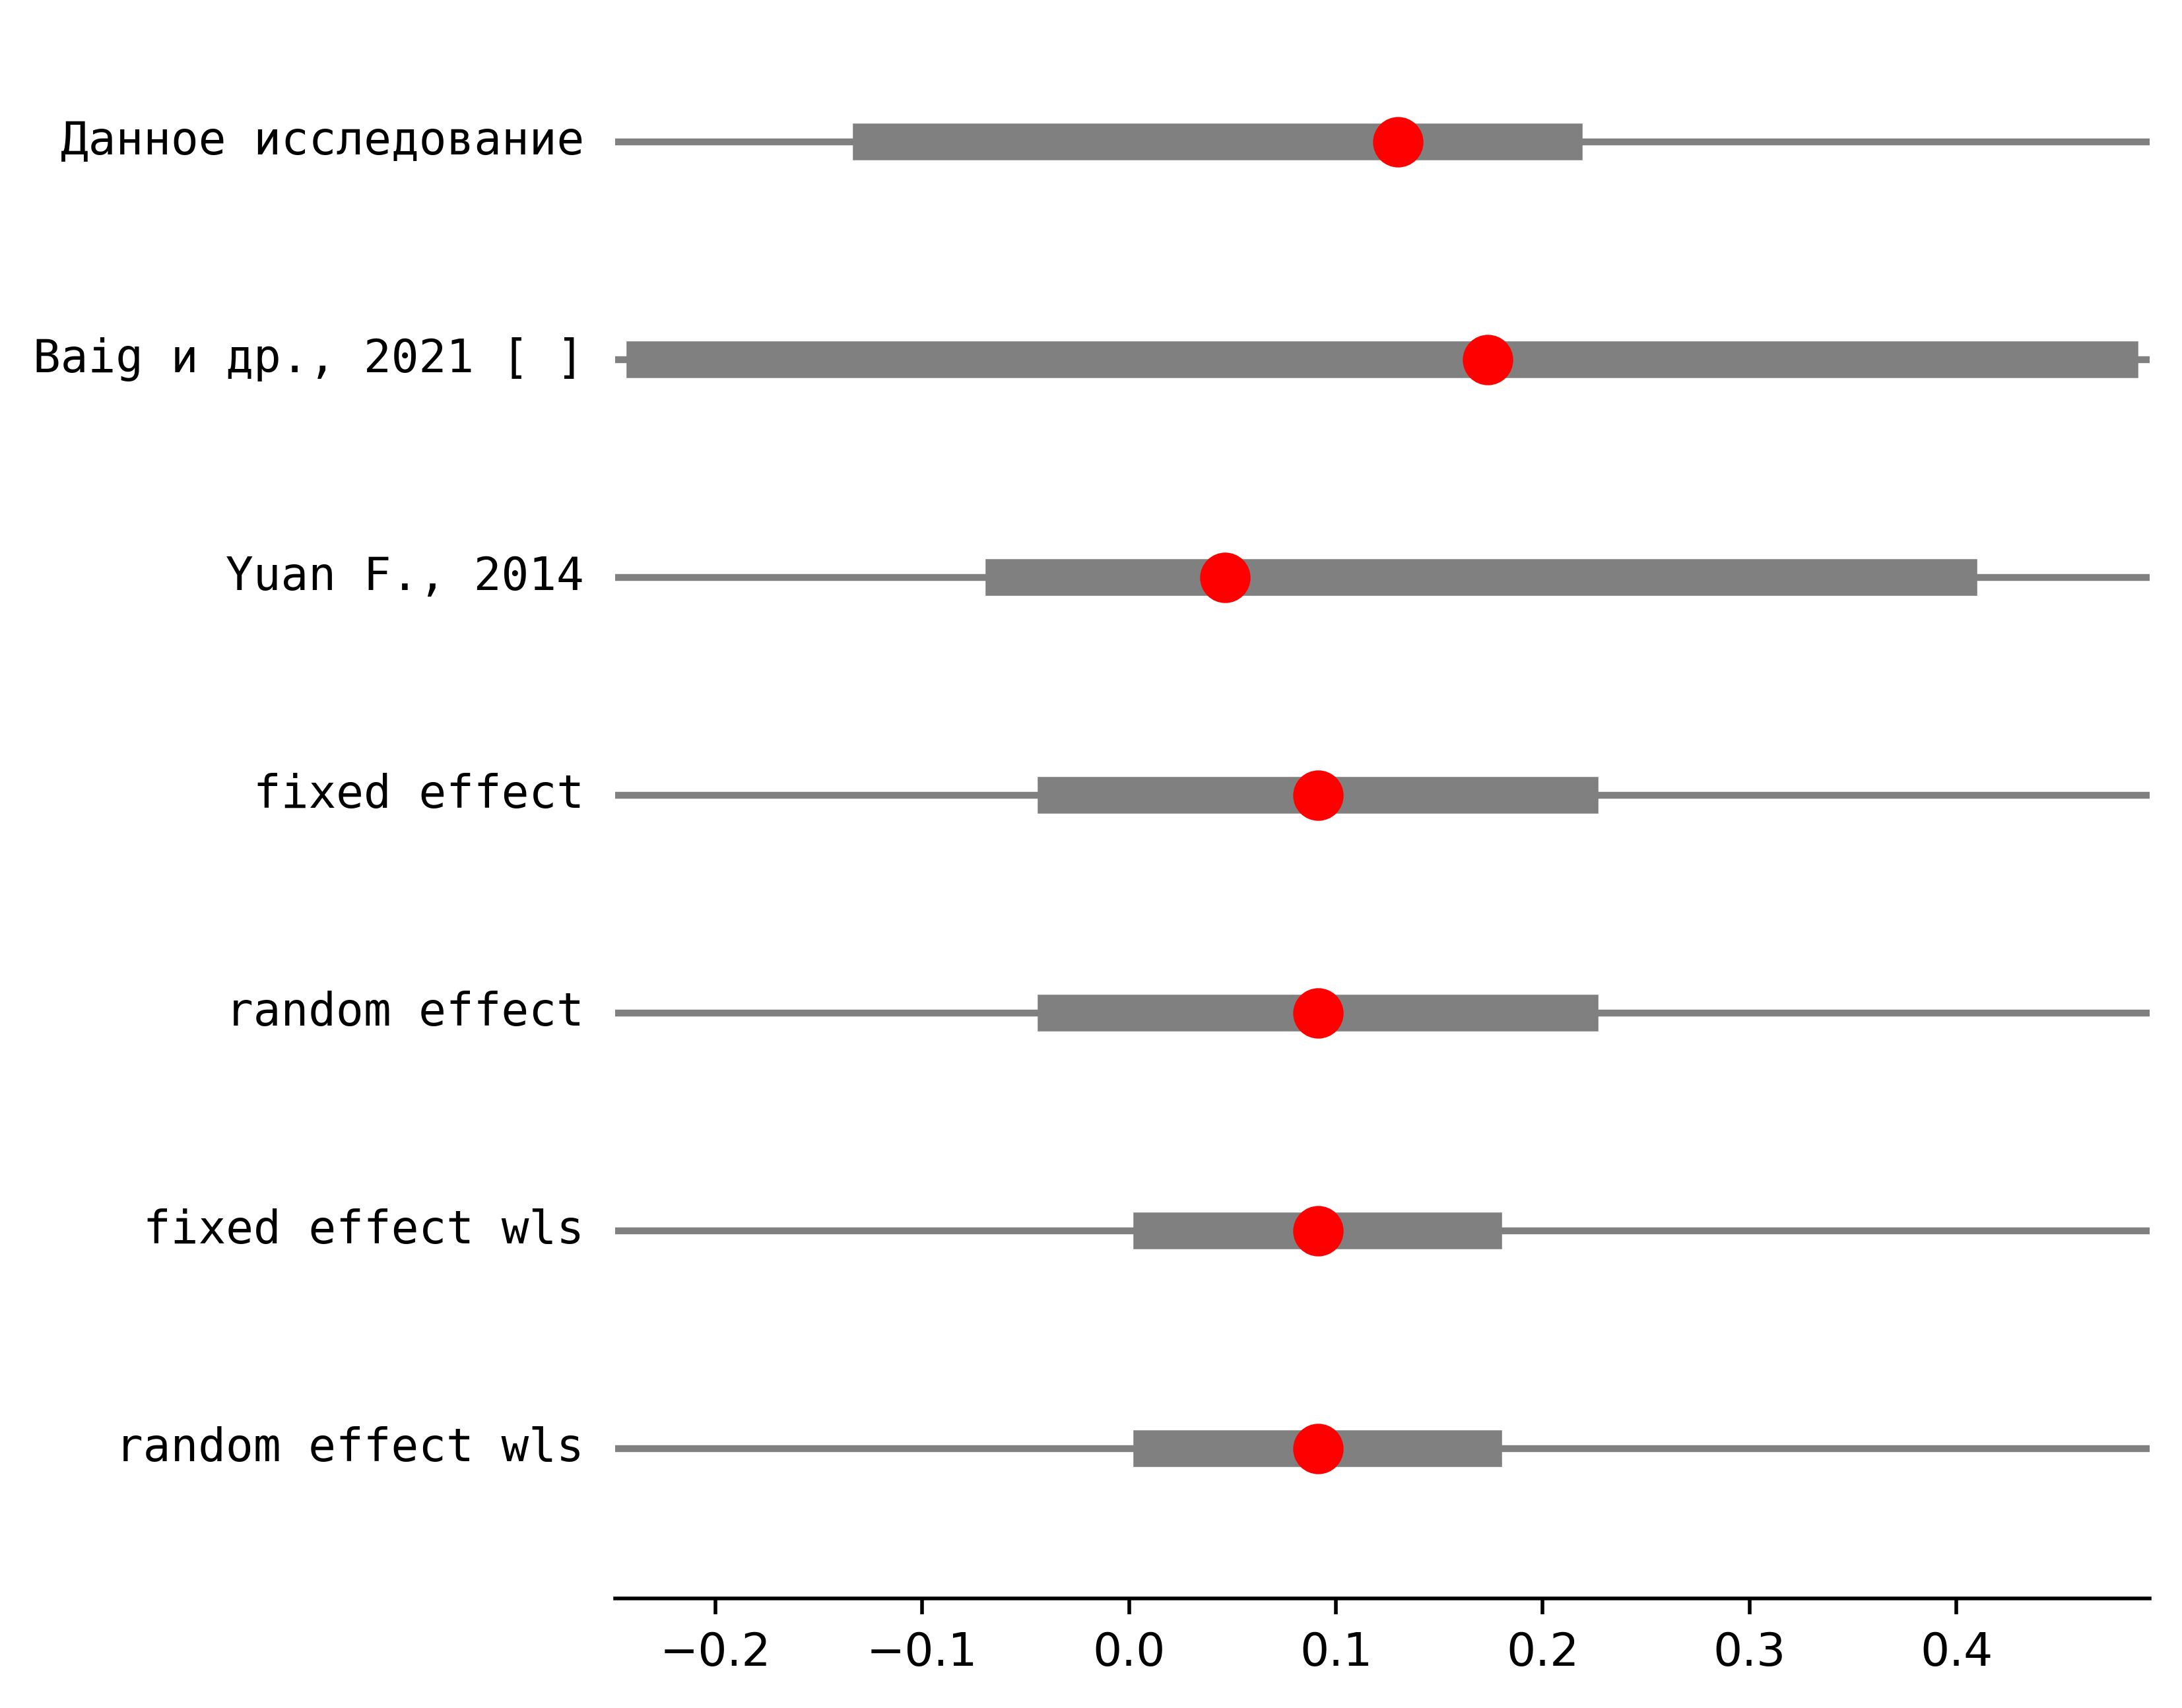 Данное исследование
Baig и др., 2021 [ ]
Yuan F., 2014
fixed effect
random effect
fixed effect wls
random effect wls
−0.2 −0.1 0.0 0.1 0.2 0.3 0.4